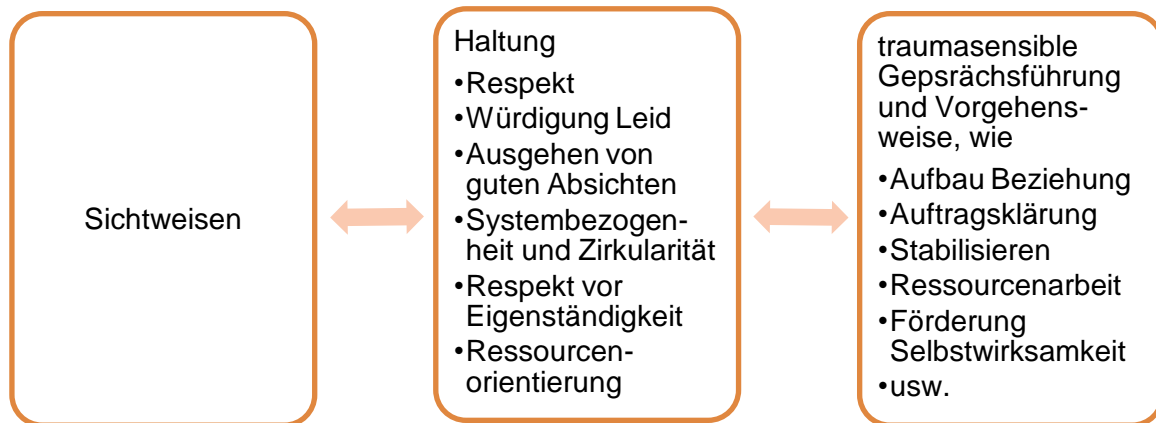 Sichtweisen
Haltung
•Respekt
•Würdigung Leid
•Ausgehen von
guten Absichten
•Systembezogen-
heit und Zirkularität
•Respekt vor
Eigenständigkeit
•Ressourcen-
orientierung
traumasensible
Gepsrächsführung
und Vorgehens-
weise, wie
•Aufbau Beziehung
•Auftragsklärung
•Stabilisieren
•Ressourcenarbeit
•Förderung
Selbstwirksamkeit
•usw.